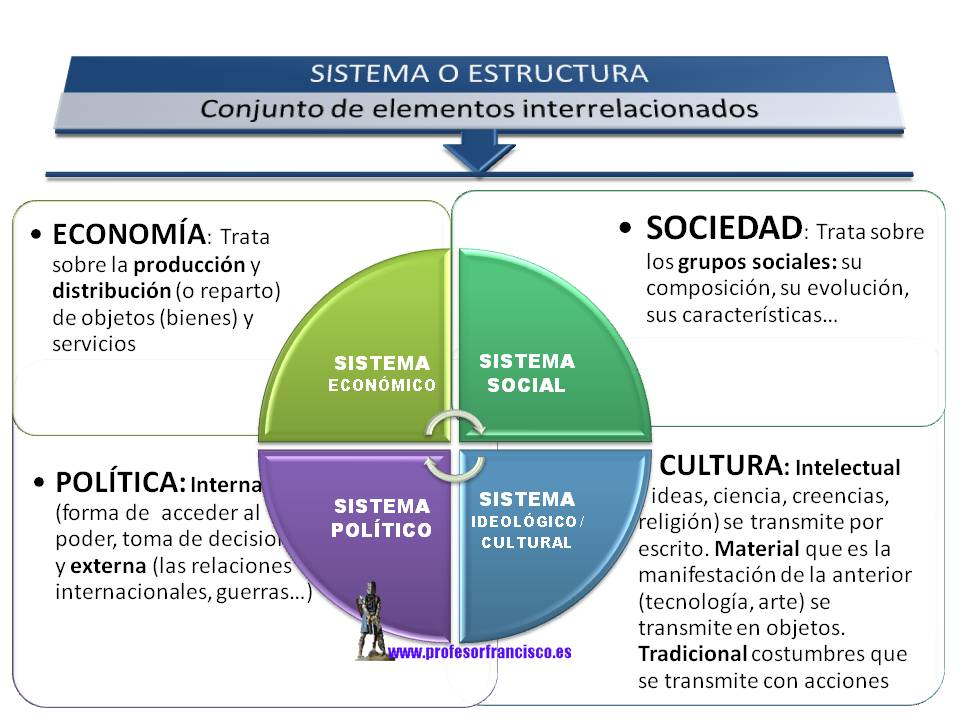 SISTEMA O ESTRUCTURA
Conjunto de elementos interrelacionados
• ECONOMÍA: Trata
sobre la producción y
distribución (o reparto)
de objetos (bienes) y
servicios
• SOCIEDAD: Trata sobre
los grupos sociales: su
composición, su evolución,
sus características…
SISTEMA
ECONÓMICO
SISTEMA
SOCIAL
• POLÍTICA: Interna
(forma de acceder al
poder, toma de decision
y externa (las relaciones
internacionales, guerras…)
SISTEMA
POLÍTICO
SISTEMA
IDEOLÓGICO/
CULTURAL
CULTURA: Intelectual
ideas, ciencia, creencias,
religión) se transmite por
escrito. Material que es la
manifestación de la anterior
(tecnología, arte) se
transmite en objetos.
Tradicional costumbres que
se transmite con acciones
www.profesorfrancisco.es